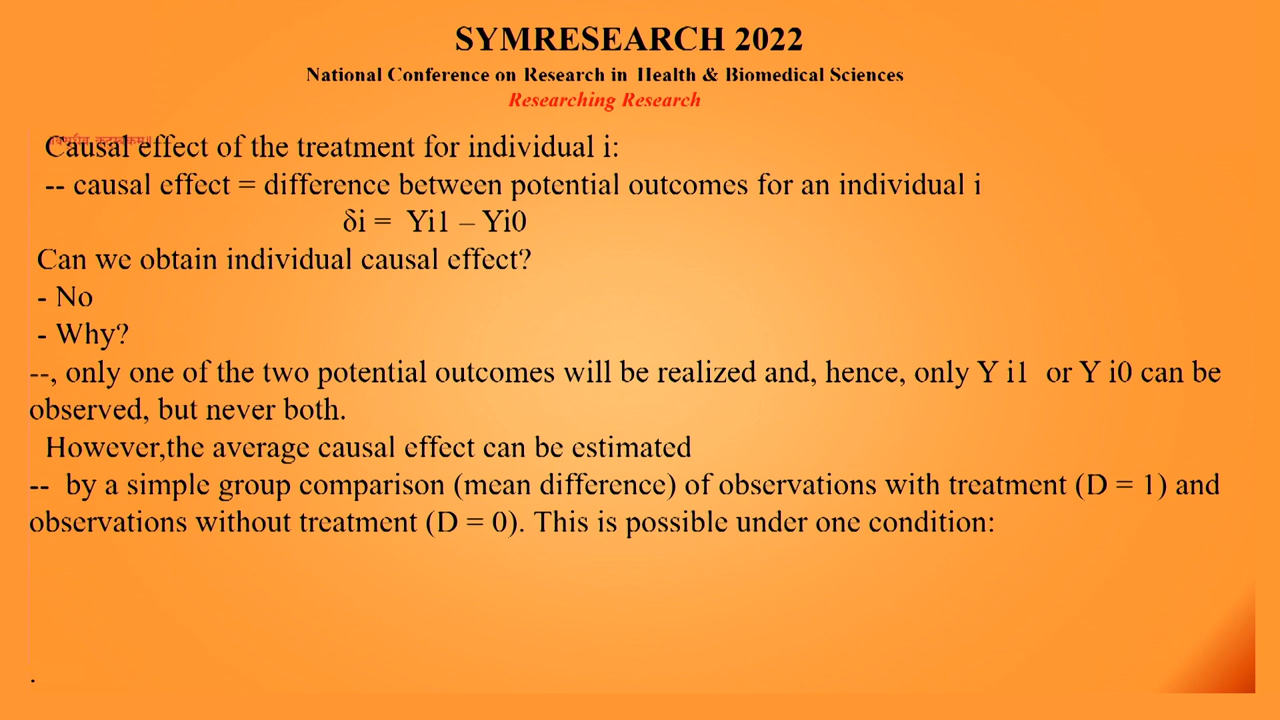 SYMRESEARCH 2022
National Conference on Research in Health & Biomedical Sciences
Researching Research
Causal effect of the treatment for individual i:
-- causal effect = difference between potential outcomes for an individual i
δi = Yi1 – Yi0
Can we obtain individual causal effect?
- No
- Why?
--, only one of the two potential outcomes will be realized and, hence, only Y i1 or Y i0 can be
observed, but never both.
However,the average causal effect can be estimated
-- by a simple group comparison (mean difference) of observations with treatment (D = 1) and
observations without treatment (D = 0). This is possible under one condition:
.